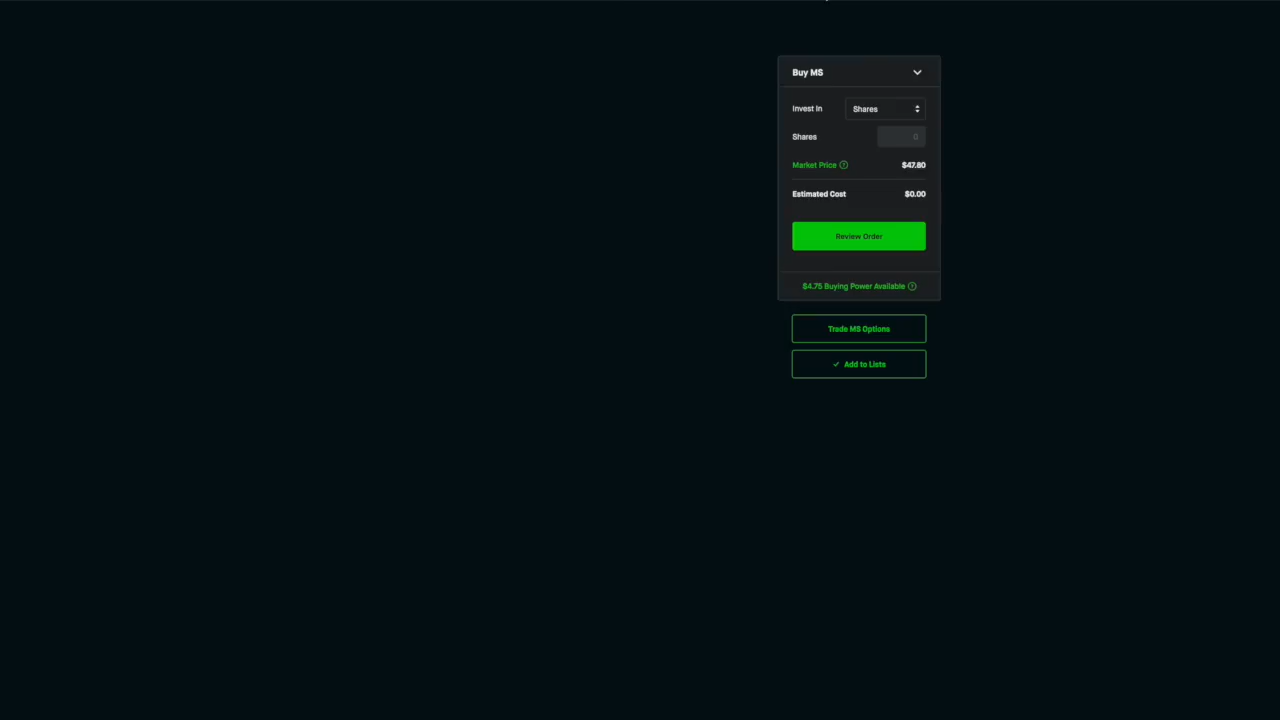 Buy MS
Invest In Shares
Shares 0
Market Price $47.80
Estimated Cost $0.00
Review Order
$4.75 Buying Power Available
Trade MS Options
✓ Add to Lists